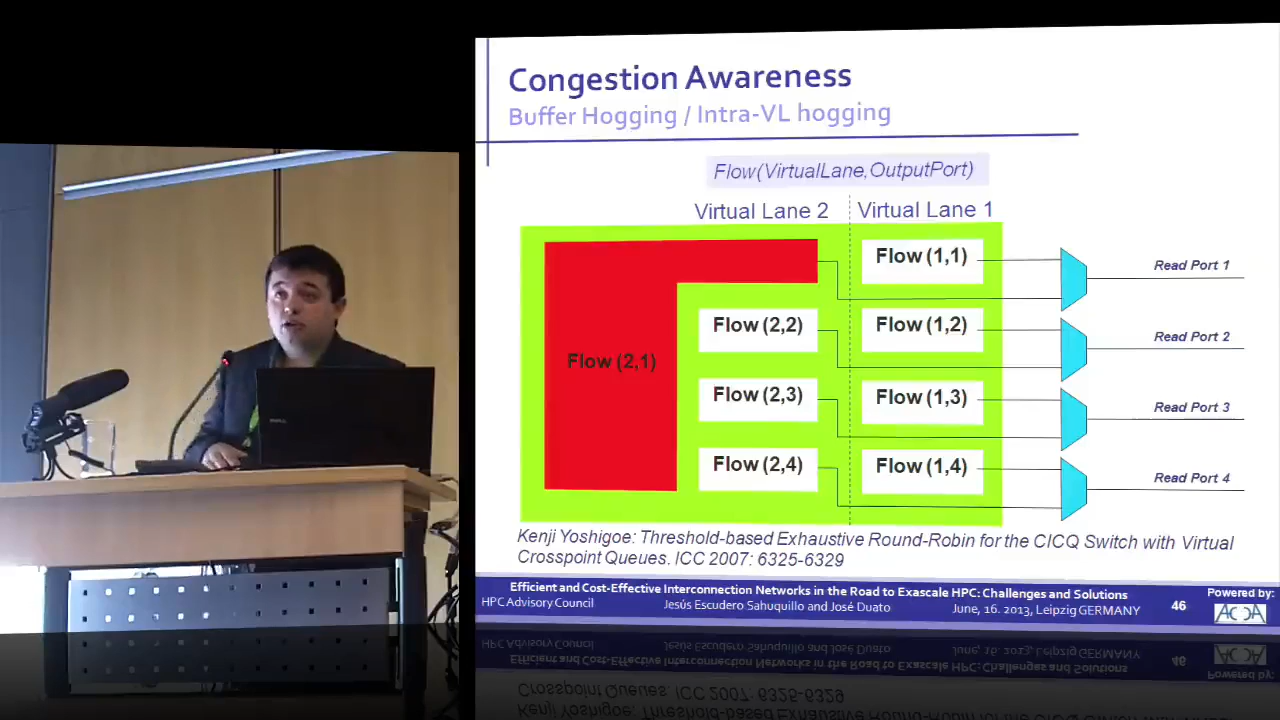 Congestion Awareness
Buffer Hogging / Intra-VL hogging
Flow(VirtualLane,OutputPort)
Virtual Lane 2 Virtual Lane 1
Flow (1,1)
Read Port 1
Flow (2,2) Flow (1,2)
Read Port 2
Flow (2,1)
Flow (2,3) Flow (1,3)
Read Port 3
Flow (2,4) Flow (1,4)
Read Port 4
Kenji Yoshigoe: Threshold-based Exhaustive Round-Robin for the CICQ Switch with Virtual
Crosspoint Queues. ICC 2007: 6325-6329
Efficient and Cost-Effective Interconnection Networks in the Road to Exascale HPC: Challenges and Solutions
HPC Advisory Council Jesús Escudero Sahuquillo and José Duato June, 16. 2013, Leipzig GERMANY 46
Powered by: